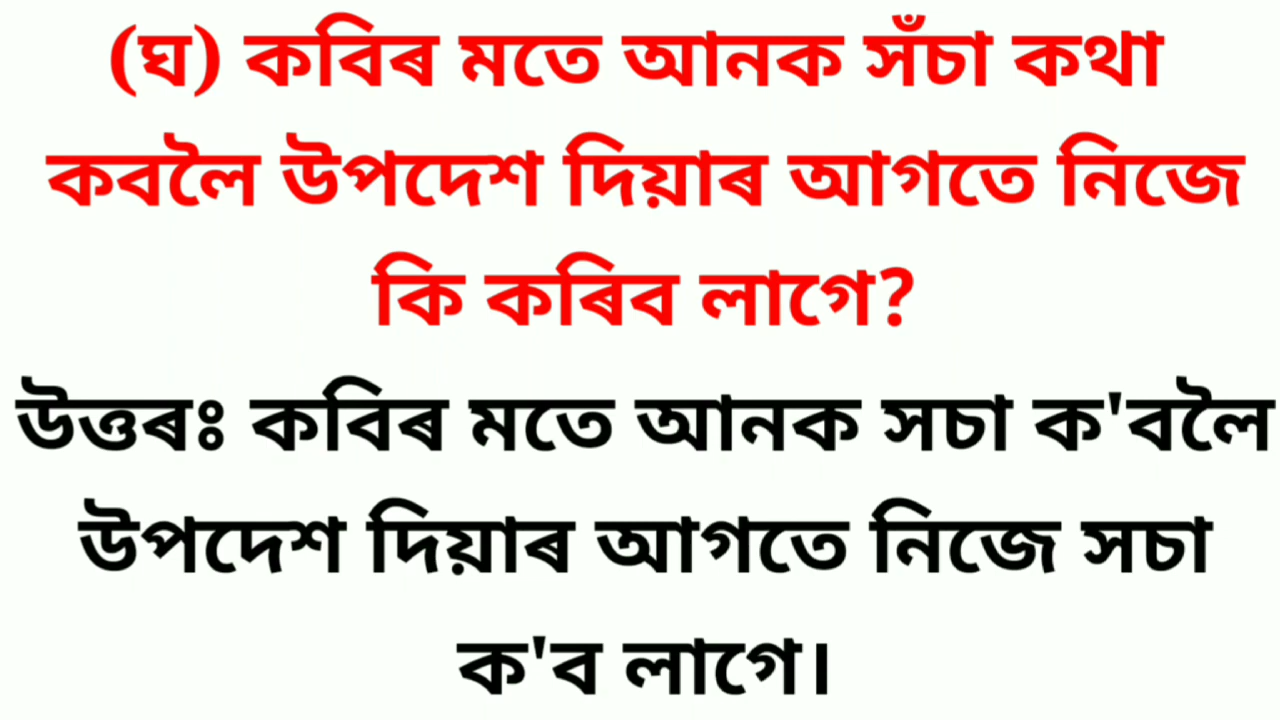 (ঘ) কবিৰ মতে আনক সঁচা কথা
কবলৈ উপদেশ দিয়াৰ আগতে নিজে
কি কৰিব লাগে?
উত্তৰঃ কবিৰ মতে আনক সচা ক'বলৈ
উপদেশ দিয়াৰ আগতে নিজে সচা
ক'ব লাগে।